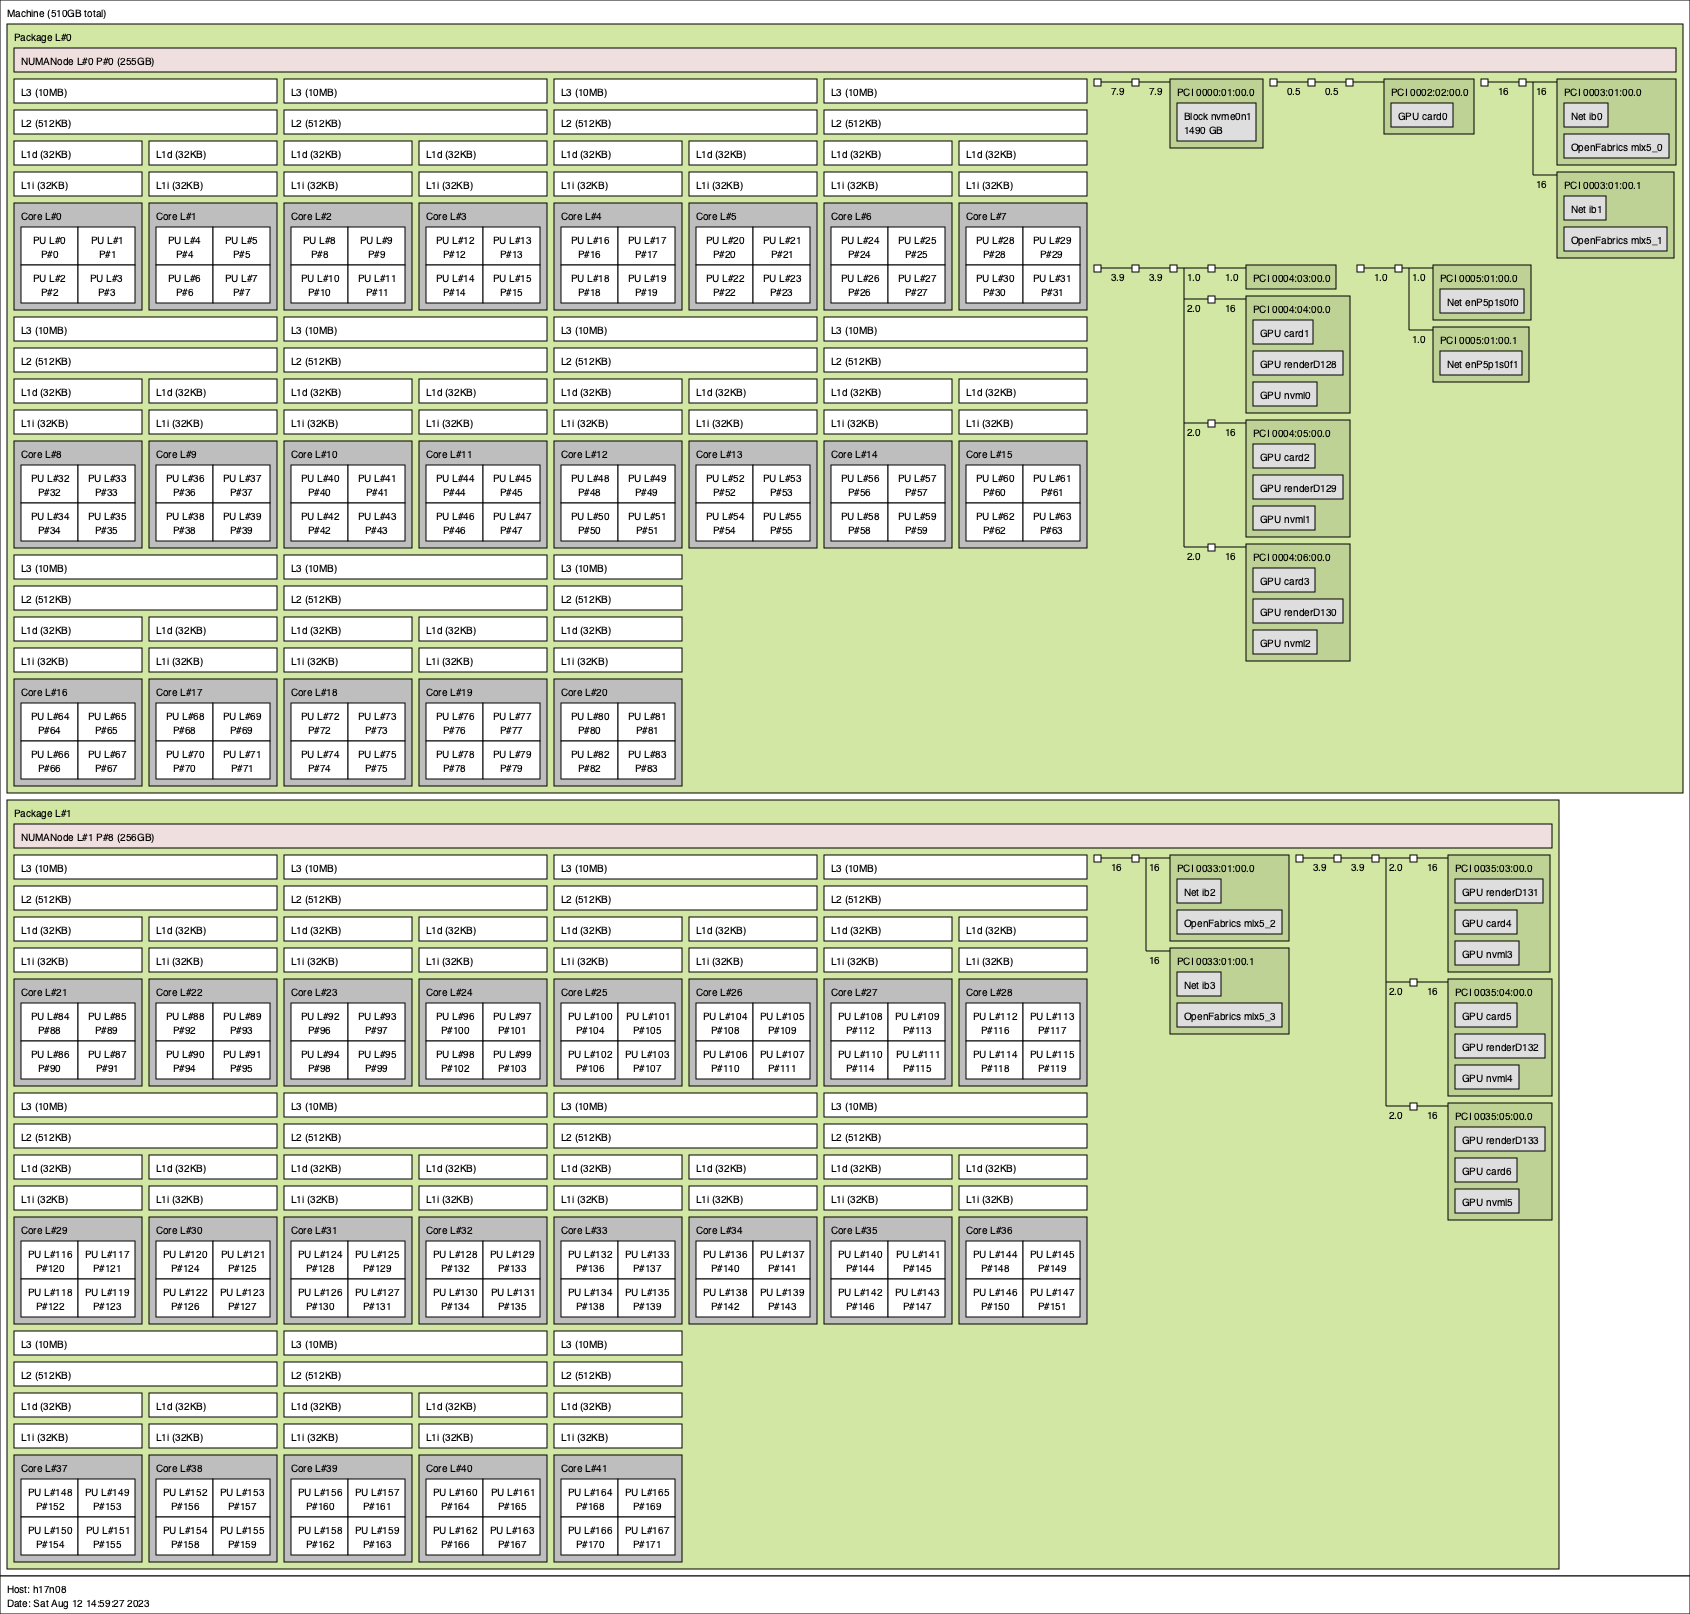 Machine (510GB total)
Package L#0
NUMANode L#0 P#0 (255GB)
L3 (10MB) L3 (10MB) L3 (10MB) L3 (10MB)
L2 (512KB) L2 (512KB) L2 (512KB) L2 (512KB)
L1d (32KB) L1d (32KB) L1d (32KB) L1d (32KB) L1d (32KB) L1d (32KB) L1d (32KB) L1d (32KB)
L1i (32KB) L1i (32KB) L1i (32KB) L1i (32KB) L1i (32KB) L1i (32KB) L1i (32KB) L1i (32KB)
Core L#0 Core L#1 Core L#2 Core L#3 Core L#4 Core L#5 Core L#6 Core L#7
PU L#0 PU L#1 PU L#4 PU L#5 PU L#8 PU L#9 PU L#12 PU L#13 PU L#16 PU L#17 PU L#20 PU L#21 PU L#24 PU L#25 PU L#28 PU L#29
P#0 P#1 P#4 P#5 P#8 P#9 P#12 P#13 P#16 P#17 P#20 P#21 P#24 P#25 P#28 P#29
PU L#2 PU L#3 PU L#6 PU L#7 PU L#10 PU L#11 PU L#14 PU L#15 PU L#18 PU L#19 PU L#22 PU L#23 PU L#26 PU L#27 PU L#30 PU L#31
P#2 P#3 P#6 P#7 P#10 P#11 P#14 P#15 P#18 P#19 P#22 P#23 P#26 P#27 P#30 P#31
L3 (10MB) L3 (10MB) L3 (10MB) L3 (10MB)
L2 (512KB) L2 (512KB) L2 (512KB) L2 (512KB)
L1d (32KB) L1d (32KB) L1d (32KB) L1d (32KB) L1d (32KB) L1d (32KB) L1d (32KB) L1d (32KB)
L1i (32KB) L1i (32KB) L1i (32KB) L1i (32KB) L1i (32KB) L1i (32KB) L1i (32KB) L1i (32KB)
Core L#8 Core L#9 Core L#10 Core L#11 Core L#12 Core L#13 Core L#14 Core L#15
PU L#32 PU L#33 PU L#36 PU L#37 PU L#40 PU L#41 PU L#44 PU L#45 PU L#48 PU L#49 PU L#52 PU L#53 PU L#56 PU L#57 PU L#60 PU L#61
P#32 P#33 P#36 P#37 P#40 P#41 P#44 P#45 P#48 P#49 P#52 P#53 P#56 P#57 P#60 P#61
PU L#34 PU L#35 PU L#38 PU L#39 PU L#42 PU L#43 PU L#46 PU L#47 PU L#50 PU L#51 PU L#54 PU L#55 PU L#58 PU L#59 PU L#62 PU L#63
P#34 P#35 P#38 P#39 P#42 P#43 P#46 P#47 P#50 P#51 P#54 P#55 P#58 P#59 P#62 P#63
L3 (10MB) L3 (10MB) L3 (10MB)
L2 (512KB) L2 (512KB) L2 (512KB)
L1d (32KB) L1d (32KB) L1d (32KB) L1d (32KB) L1d (32KB)
L1i (32KB) L1i (32KB) L1i (32KB) L1i (32KB) L1i (32KB)
Core L#16 Core L#17 Core L#18 Core L#19 Core L#20
PU L#64 PU L#65 PU L#68 PU L#69 PU L#72 PU L#73 PU L#76 PU L#77 PU L#80 PU L#81
P#64 P#65 P#68 P#69 P#72 P#73 P#76 P#77 P#80 P#81
PU L#66 PU L#67 PU L#70 PU L#71 PU L#74 PU L#75 PU L#78 PU L#79 PU L#82 PU L#83
P#66 P#67 P#70 P#71 P#74 P#75 P#78 P#79 P#82 P#83
7.9 7.9 PCI 0000:01:00.0
Block nvme0n1
1490 GB
0.5 0.5 PCI 0002:02:00.0
GPU card0
16 16 PCI 0003:01:00.0
Net ib0
OpenFabrics mlx5_0
16 PCI 0003:01:00.1
Net ib1
OpenFabrics mlx5_1
3.9 3.9 1.0 1.0 PCI 0004:03:00.0
2.0 16 PCI 0004:04:00.0
GPU card1
GPU renderD128
GPU nvml0
2.0 16 PCI 0004:05:00.0
GPU card2
GPU renderD129
GPU nvml1
2.0 16 PCI 0004:06:00.0
GPU card3
GPU renderD130
GPU nvml2
1.0 1.0 PCI 0005:01:00.0
Net enP5p1s0f0
1.0 PCI 0005:01:00.1
Net enP5p1s0f1
Package L#1
NUMANode L#1 P#8 (256GB)
L3 (10MB) L3 (10MB) L3 (10MB) L3 (10MB)
L2 (512KB) L2 (512KB) L2 (512KB) L2 (512KB)
L1d (32KB) L1d (32KB) L1d (32KB) L1d (32KB) L1d (32KB) L1d (32KB) L1d (32KB) L1d (32KB)
L1i (32KB) L1i (32KB) L1i (32KB) L1i (32KB) L1i (32KB) L1i (32KB) L1i (32KB) L1i (32KB)
Core L#21 Core L#22 Core L#23 Core L#24 Core L#25 Core L#26 Core L#27 Core L#28
PU L#84 PU L#85 PU L#88 PU L#89 PU L#92 PU L#93 PU L#96 PU L#97 PU L#100 PU L#101 PU L#104 PU L#105 PU L#108 PU L#109 PU L#112 PU L#113
P#88 P#89 P#92 P#93 P#96 P#97 P#100 P#101 P#104 P#105 P#108 P#109 P#112 P#113 P#116 P#117
PU L#86 PU L#87 PU L#90 PU L#91 PU L#94 PU L#95 PU L#98 PU L#99 PU L#102 PU L#103 PU L#106 PU L#107 PU L#110 PU L#111 PU L#114 PU L#115
P#90 P#91 P#94 P#95 P#98 P#99 P#102 P#103 P#106 P#107 P#110 P#111 P#114 P#115 P#118 P#119
L3 (10MB) L3 (10MB) L3 (10MB) L3 (10MB)
L2 (512KB) L2 (512KB) L2 (512KB) L2 (512KB)
L1d (32KB) L1d (32KB) L1d (32KB) L1d (32KB) L1d (32KB) L1d (32KB) L1d (32KB) L1d (32KB)
L1i (32KB) L1i (32KB) L1i (32KB) L1i (32KB) L1i (32KB) L1i (32KB) L1i (32KB) L1i (32KB)
Core L#29 Core L#30 Core L#31 Core L#32 Core L#33 Core L#34 Core L#35 Core L#36
PU L#116 PU L#117 PU L#120 PU L#121 PU L#124 PU L#125 PU L#128 PU L#129 PU L#132 PU L#133 PU L#136 PU L#137 PU L#140 PU L#141 PU L#144 PU L#145
P#120 P#121 P#124 P#125 P#128 P#129 P#132 P#133 P#136 P#137 P#140 P#141 P#144 P#145 P#148 P#149
PU L#118 PU L#119 PU L#122 PU L#123 PU L#126 PU L#127 PU L#130 PU L#131 PU L#134 PU L#135 PU L#138 PU L#139 PU L#142 PU L#143 PU L#146 PU L#147
P#122 P#123 P#126 P#127 P#130 P#131 P#134 P#135 P#138 P#139 P#142 P#143 P#146 P#147 P#150 P#151
L3 (10MB) L3 (10MB) L3 (10MB)
L2 (512KB) L2 (512KB) L2 (512KB)
L1d (32KB) L1d (32KB) L1d (32KB) L1d (32KB) L1d (32KB)
L1i (32KB) L1i (32KB) L1i (32KB) L1i (32KB) L1i (32KB)
Core L#37 Core L#38 Core L#39 Core L#40 Core L#41
PU L#148 PU L#149 PU L#152 PU L#153 PU L#156 PU L#157 PU L#160 PU L#161 PU L#164 PU L#165
P#152 P#153 P#156 P#157 P#160 P#161 P#164 P#165 P#168 P#169
PU L#150 PU L#151 PU L#154 PU L#155 PU L#158 PU L#159 PU L#162 PU L#163 PU L#166 PU L#167
P#154 P#155 P#158 P#159 P#162 P#163 P#166 P#167 P#170 P#171
16 16 PCI 0033:01:00.0
Net ib2
OpenFabrics mlx5_2
16 PCI 0033:01:00.1
Net ib3
OpenFabrics mlx5_3
3.9 3.9 2.0 16 PCI 0035:03:00.0
GPU renderD131
GPU card4
GPU nvml3
2.0 16 PCI 0035:04:00.0
GPU card5
GPU renderD132
GPU nvml4
2.0 16 PCI 0035:05:00.0
GPU renderD133
GPU card6
GPU nvml5
Host: h17n08
Date: Sat Aug 12 14:59:27 2023